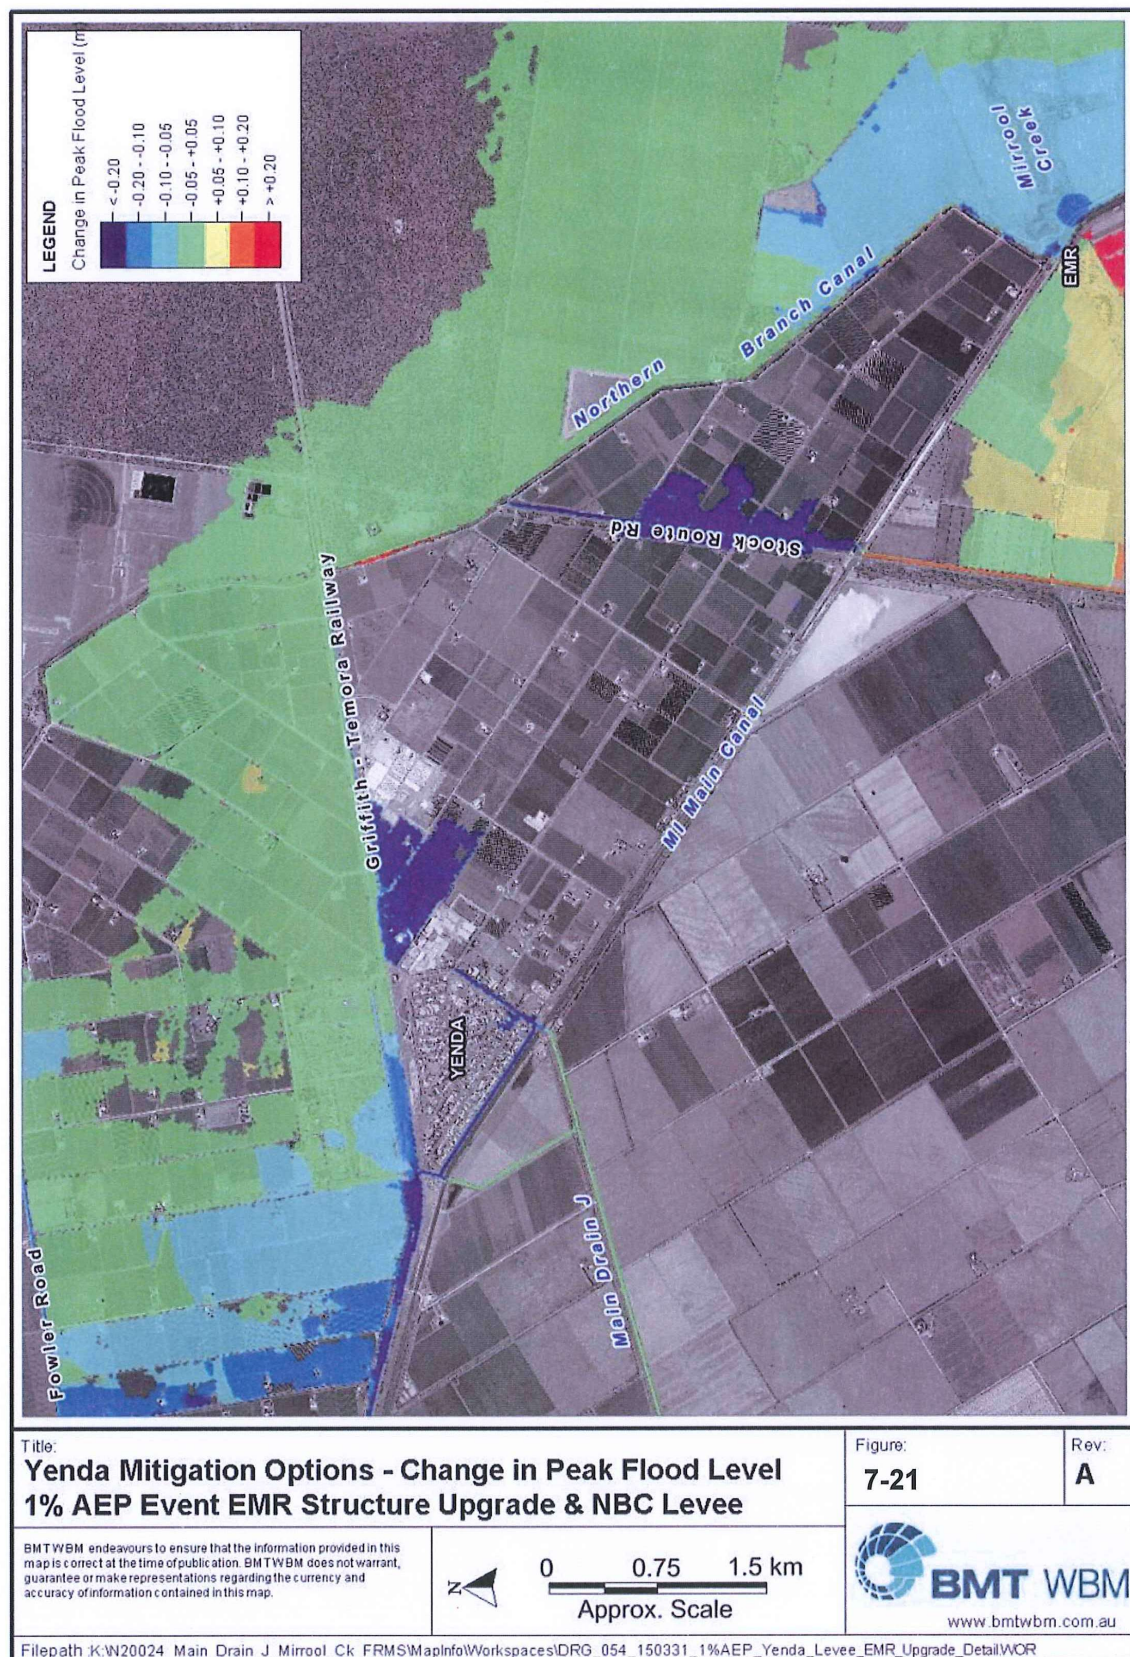 LEGEND
Change in Peak Flood Level (m)
< -0.20
-0.20 - -0.10
-0.10 - -0.05
-0.05 - +0.05
+0.05 - +0.10
+0.10 - +0.20
> +0.20
Mirrool
Creek
EMR
Northern Branch Canal
Stock Route Rd
Griffith - Temora Railway
MI Main Canal
YENDA
Main Drain J
Fowler Road
Title:
Yenda Mitigation Options - Change in Peak Flood Level
1% AEP Event EMR Structure Upgrade & NBC Levee
Figure:
7-21
Rev:
A
BMT WBM endeavours to ensure that the information provided in this
map is correct at the time of publication. BMT WBM does not warrant,
guarantee or make representations regarding the currency and
accuracy of information contained in this map.
N
0 0.75 1.5 km
Approx. Scale
BMT WBM
www.bmtwbm.com.au
Filepath :K:\N20024_Main_Drain_J_Mirrool_Ck_FRMS\MapInfo\Workspaces\DRG_054_150331_1%AEP_Yenda_Levee_EMR_Upgrade_Detail.WOR